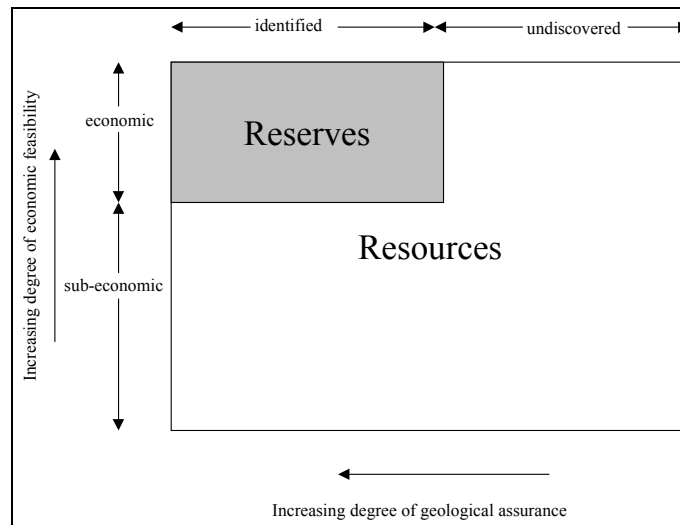 identified
undiscovered
Increasing degree of economic feasibility
economic
Reserves
Resources
sub-economic
Increasing degree of geological assurance